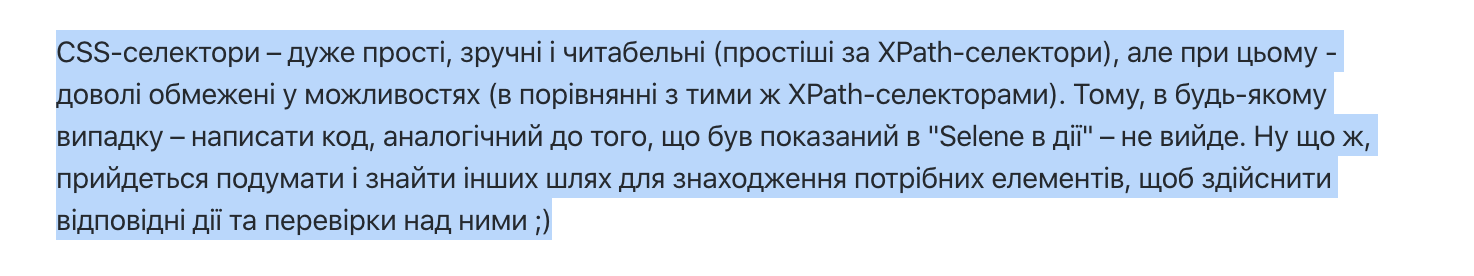 CSS-селектори – дуже прості, зручні і читабельні (простіші за XPath-селектори), але при цьому -
доволі обмежені у можливостях (в порівнянні з тими ж XPath-селекторами). Тому, в будь-якому
випадку – написати код, аналогічний до того, що був показаний в "Selene в дії" – не вийде. Ну що ж,
прийдеться подумати і знайти інших шлях для знаходження потрібних елементів, щоб здійснити
відповідні дії та перевірки над ними ;)